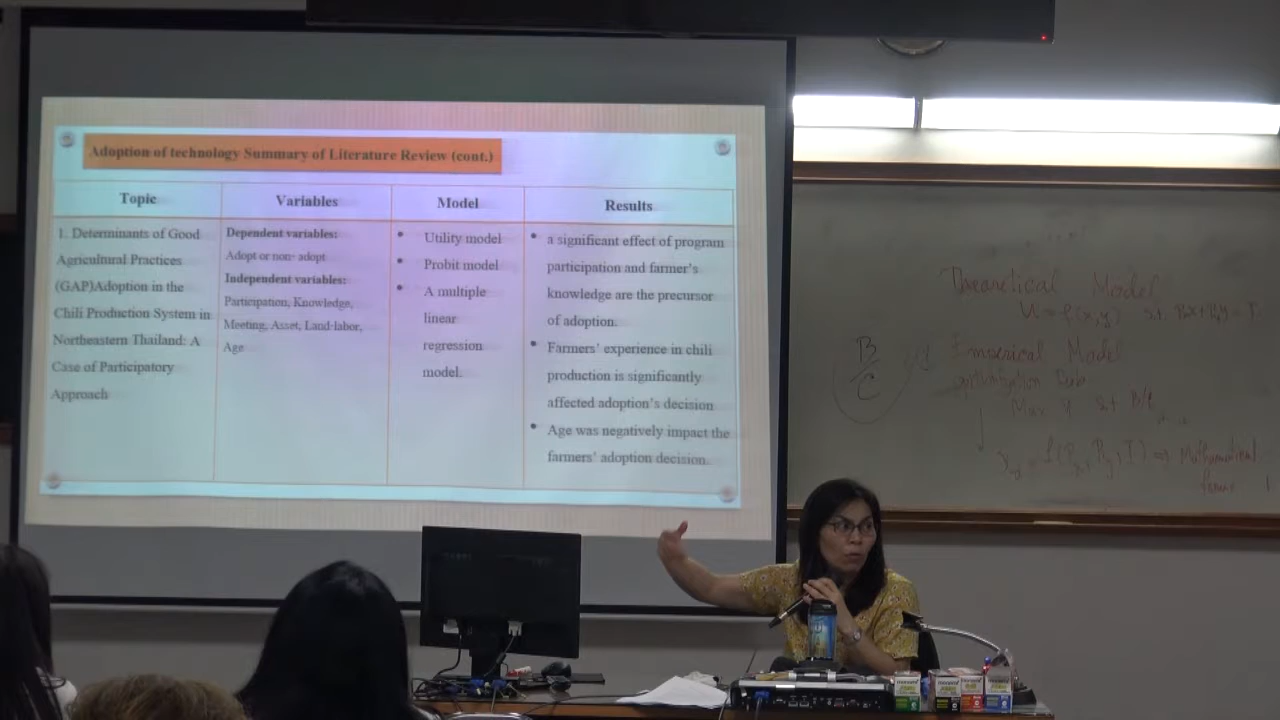 Adoption of technology Summary of Literature Review (cont.)
Topic
Variables
Model
Results
1. Determinants of Good
Agricultural Practices
(GAP)Adoption in the
Chili Production System in
Northeastern Thailand: A
Case of Participatory
Approach
Dependent variables:
Adopt or non- adopt
Independent variables:
Participation, Knowledge,
Meeting, Asset, Land-labor,
Age
• Utility model
• Probit model
• A multiple
linear
regression
model.
• a significant effect of program
participation and farmer's
knowledge are the precursor
of adoption.
• Farmers' experience in chili
production is significantly
affected adoption's decision
• Age was negatively impact the
farmers' adoption decision.
Theoretical Model
U = f(x,y) s.t.
B
C
Emperical Model
Max
Mathematical